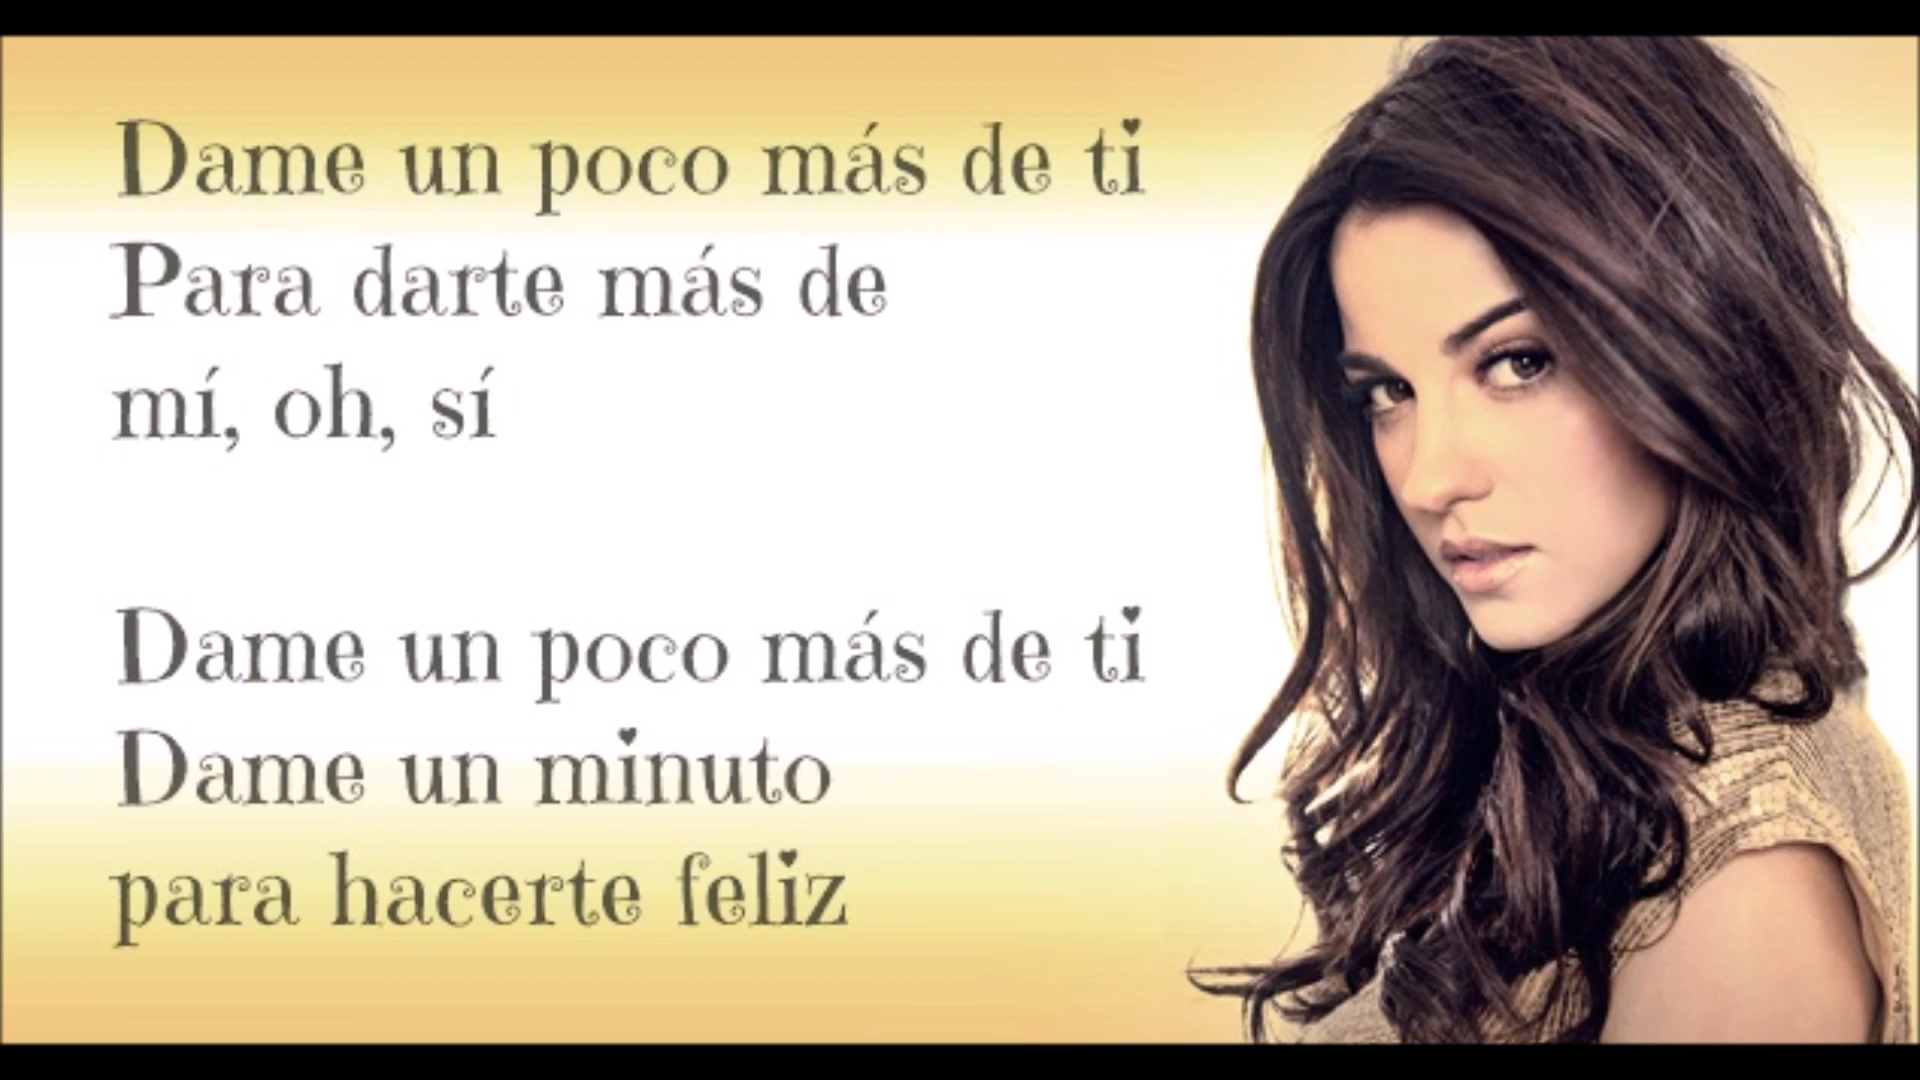 Dame un poco más de ti
Para darte más de
mí, oh, sí
Dame un poco más de ti
Dame un minuto
para hacerte feliz